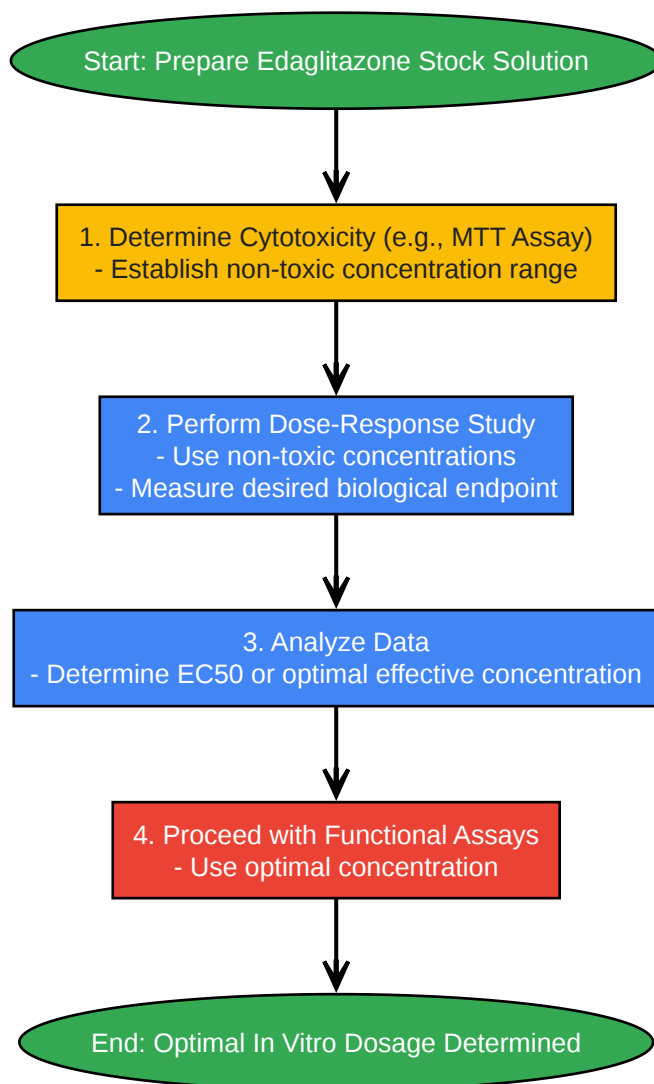 Start: Prepare Edaglitazone Stock Solution
1. Determine Cytotoxicity (e.g., MTT Assay)
- Establish non-toxic concentration range
2. Perform Dose-Response Study
- Use non-toxic concentrations
- Measure desired biological endpoint
3. Analyze Data
- Determine EC50 or optimal effective concentration
4. Proceed with Functional Assays
- Use optimal concentration
End: Optimal In Vitro Dosage Determined